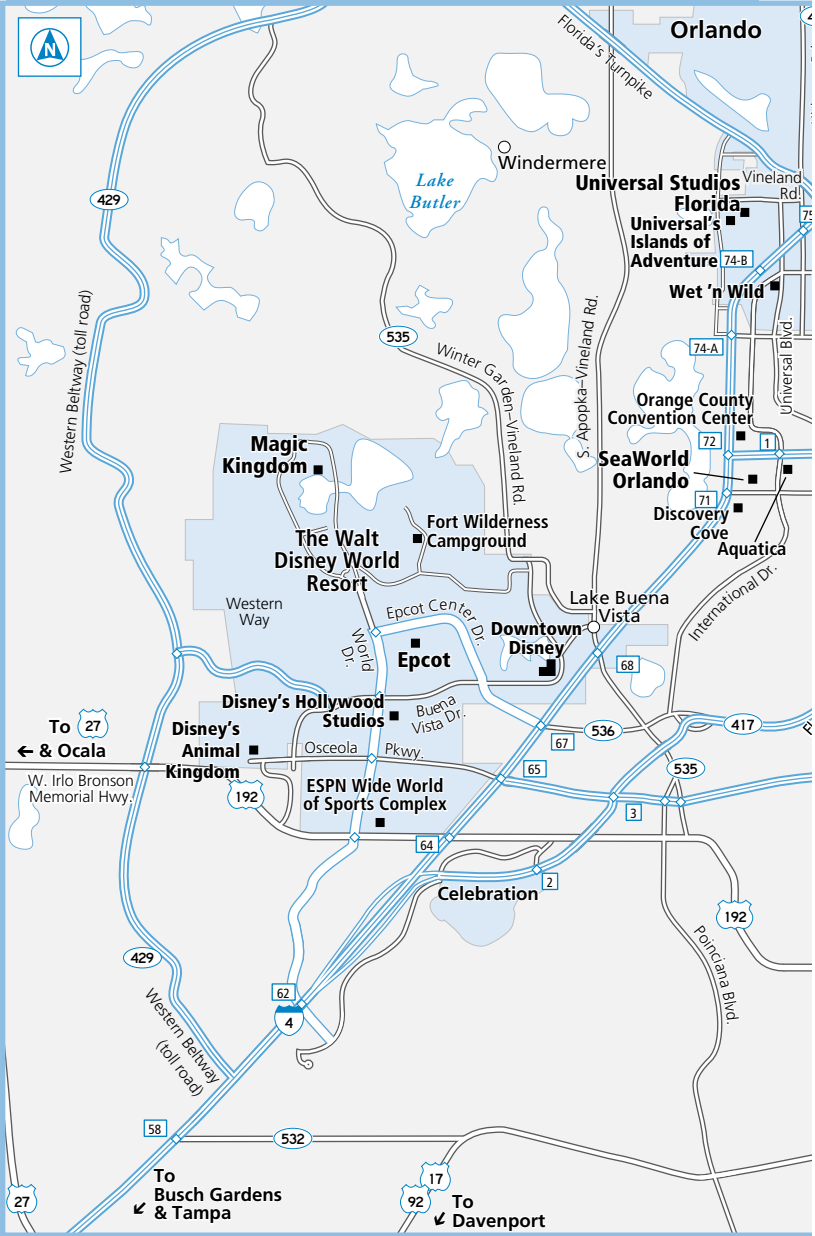 N
Orlando
Florida's Turnpike
Windermere
Lake
Butler
Universal Studios
Florida
Vineland
Rd.
Universal's
Islands of
Adventure
74-B
429
Wet 'n Wild
535
Winter Garden–Vineland Rd.
S. Apopka–Vineland Rd.
74-A
Universal Blvd.
Western Beltway (toll road)
Orange County
Convention Center
72
1
Magic
Kingdom
SeaWorld
Orlando
71
Discovery
Cove
Aquatica
Fort Wilderness
Campground
The Walt
Disney World
Resort
International Dr.
Western
Way
Lake Buena
Vista
Epcot Center Dr.
World
Dr.
Downtown
Disney
Epcot
68
Disney's Hollywood
Studios
Buena
Vista Dr.
To 27
← & Ocala
Disney's
Animal
Kingdom
Osceola Pkwy.
536
417
67
65
535
W. Irlo Bronson
Memorial Hwy.
192
ESPN Wide World
of Sports Complex
3
64
2
Celebration
192
Poinciana Blvd.
429
62
4
Western Beltway
(toll road)
58
532
To
Busch Gardens
& Tampa
17
92
To
Davenport
27